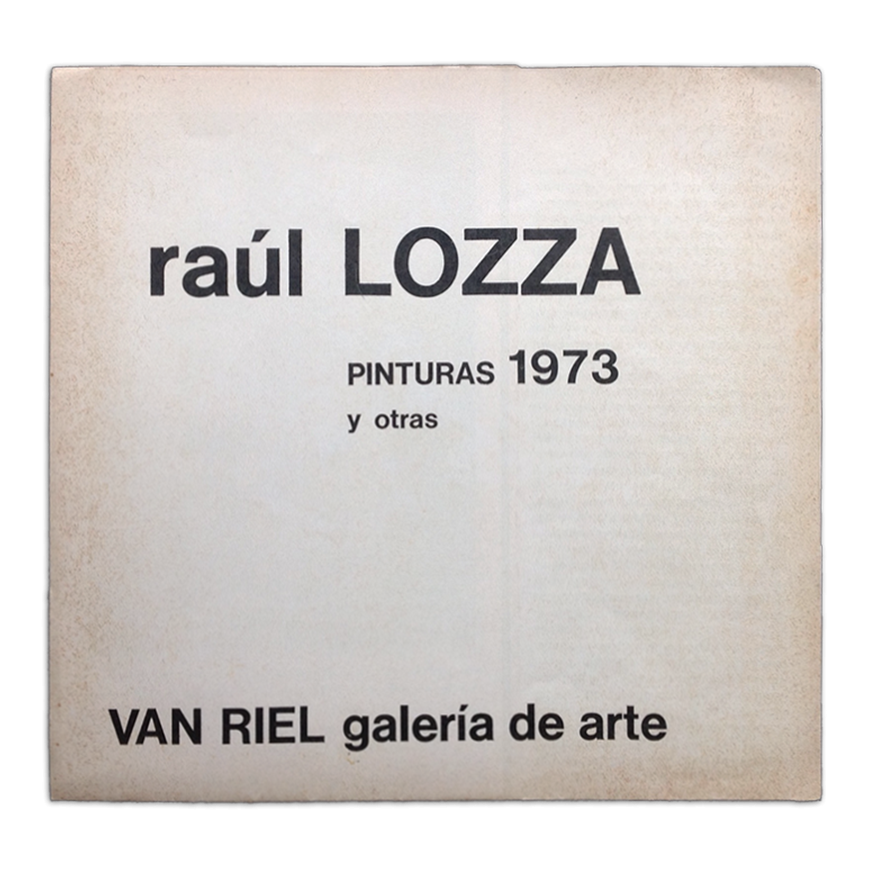 raúl LOZZA
PINTURAS 1973
y otras
VAN RIEL galería de arte